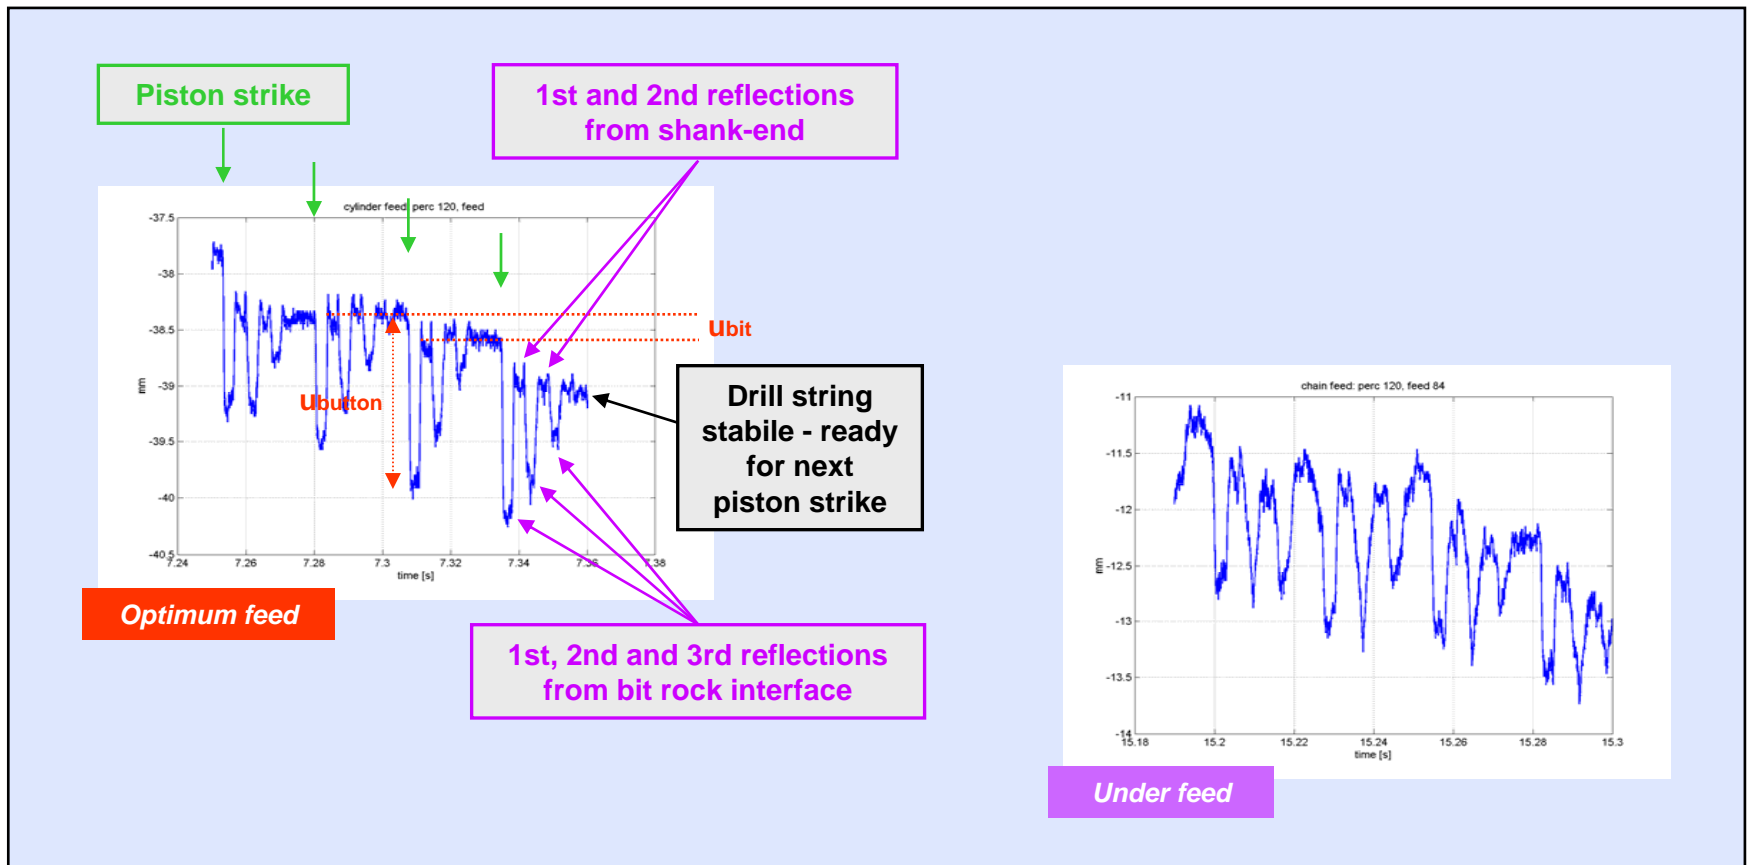 Piston strike
1st and 2nd reflections
from shank-end
cylinder feed: perc 120, feed
-37.5
-38
-38.5
-39
-39.5
-40
-40.5
mm
7.24
7.26
7.28
7.3
7.32
7.34
7.36
7.38
time [s]
ubit
ubutton
Drill string
stabile - ready
for next
piston strike
Optimum feed
1st, 2nd and 3rd reflections
from bit rock interface
chain feed: perc 120, feed 84
-11
-11.5
-12
-12.5
-13
-13.5
-14
mm
15.18
15.2
15.22
15.24
15.26
15.28
15.3
time [s]
Under feed